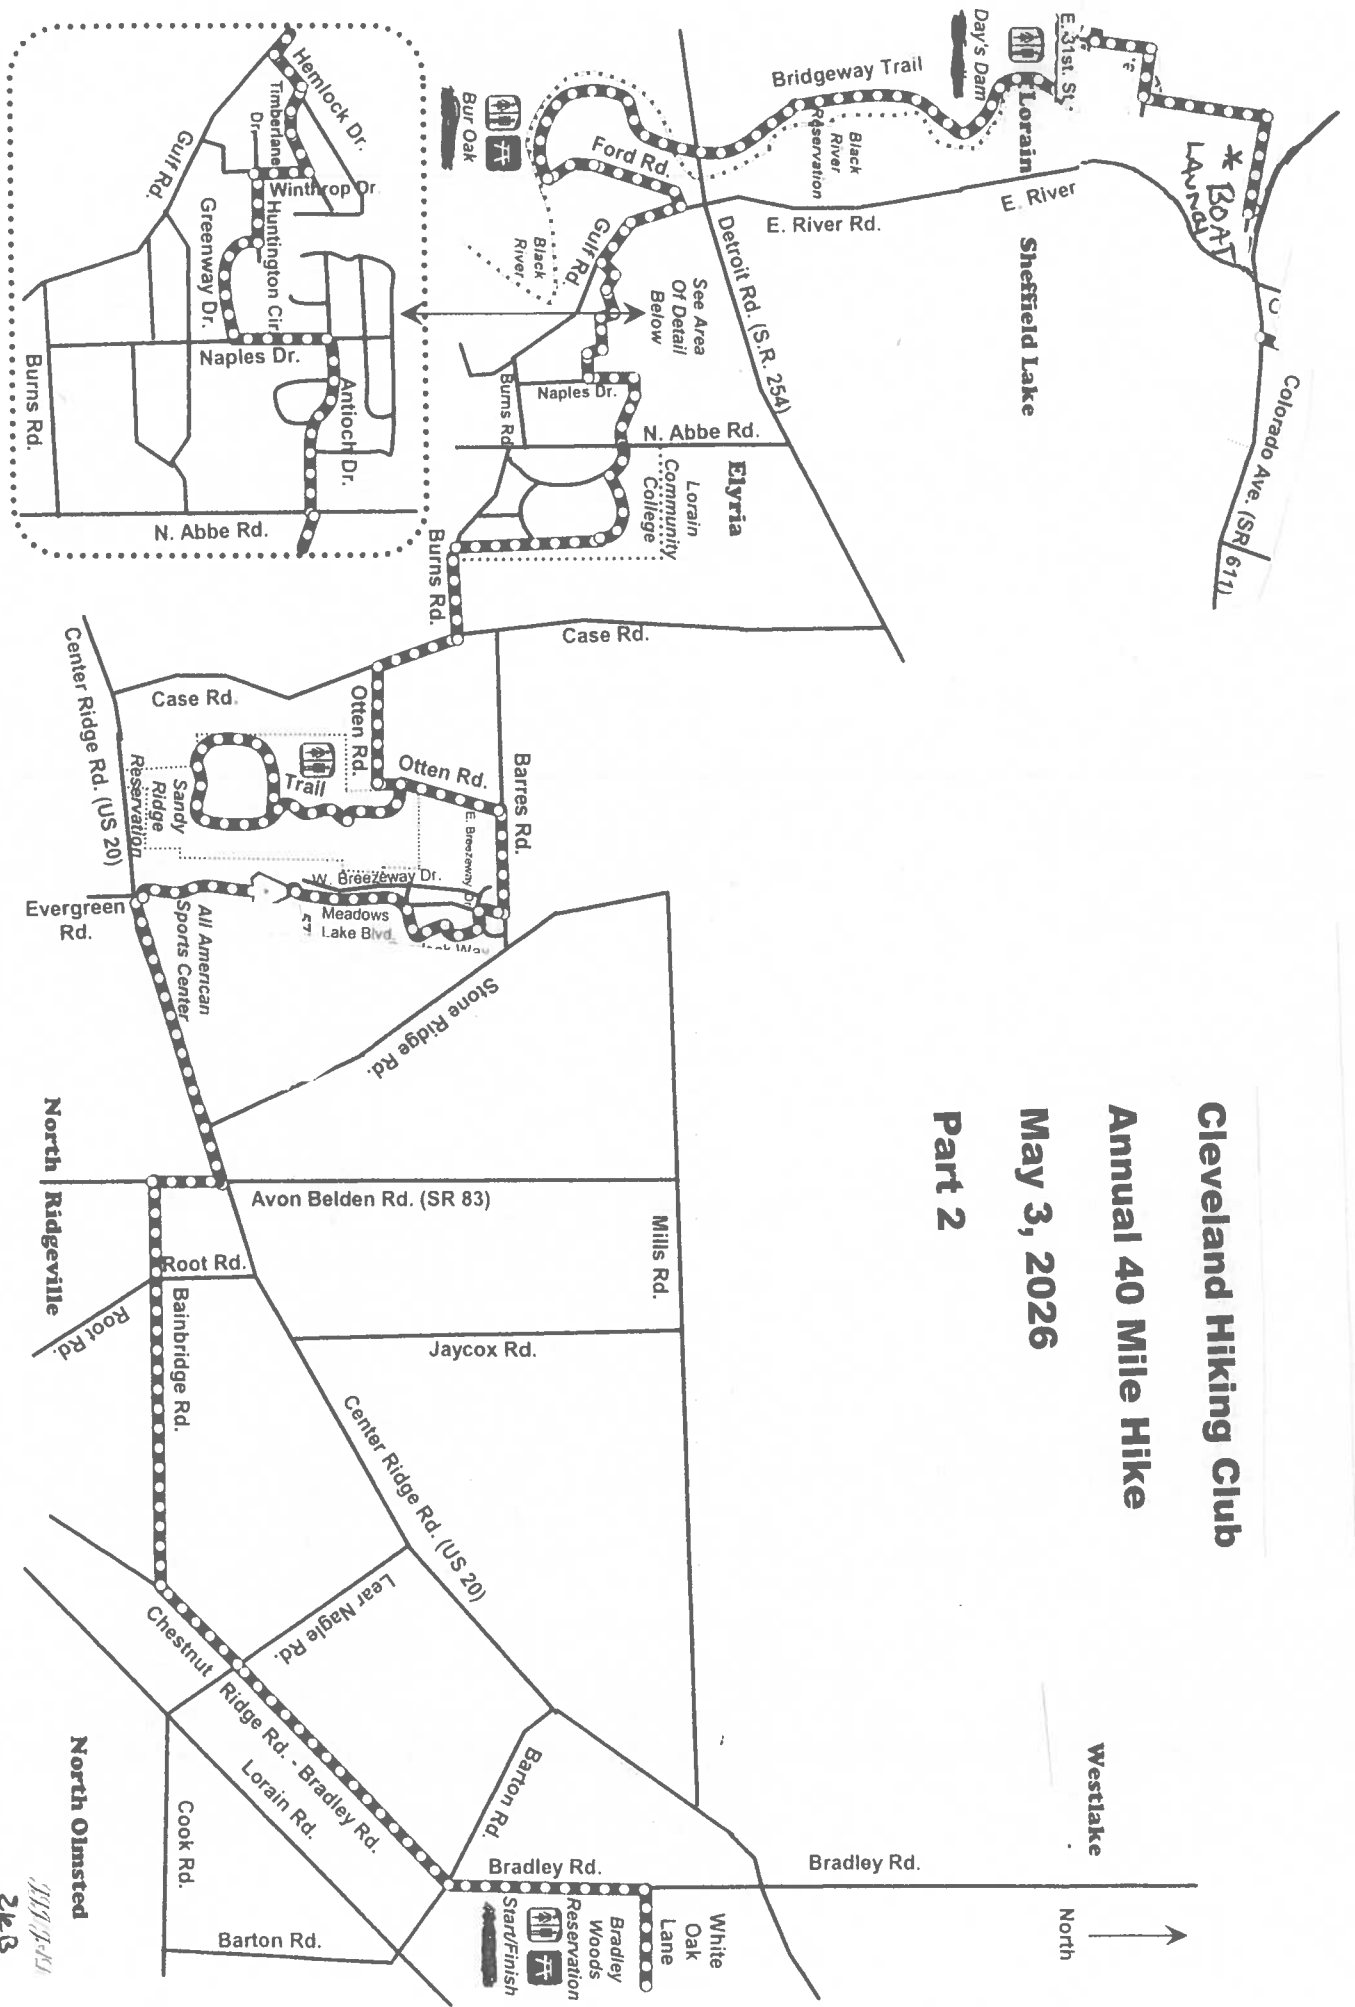 Cleveland Hiking Club
Annual 40 Mile Hike
May 3, 2026
Part 2
Westlake
North
E. 31st. St.
Lorain
Day's Dam
* BOAT
Bridgeway Trail
Black
River
Reservation
E. River
E. River Rd.
Sheffield Lake
Colorado Ave. (SR 611)
Bur Oak
Ford Rd.
Black
River
Gulf Rd.
Detroit Rd. (S.R. 254)
See Area
Of Detail
Below
Naples Dr.
Burns Rd.
N. Abbe Rd.
Elyria
Lorain
Community
College
Burns Rd.
Hemlock Dr.
Timberlane
Dr.
Winthrop Dr.
Gulf Rd.
Huntington Cir.
Greenway Dr.
Naples Dr.
Antioch Dr.
Burns Rd.
N. Abbe Rd.
Case Rd.
Case Rd.
Center Ridge Rd. (US 20)
Otten Rd.
Otten Rd.
Barres Rd.
Trail
Sandy
Ridge
Reservation
E. Breezeway Dr.
W. Breezeway Dr.
Meadows
Lake Blvd.
Evergreen
Rd.
All American
Sports Center
Stone Ridge Rd.
North Ridgeville
Avon Belden Rd. (SR 83)
Mills Rd.
Root Rd.
Root Rd.
Bainbridge Rd.
Jaycox Rd.
Center Ridge Rd. (US 20)
Lear Nagle Rd.
Chestnut Ridge Rd. - Bradley Rd.
Lorain Rd.
Barton Rd.
Cook Rd.
North Olmsted
Barton Rd.
Bradley Rd.
Bradley Rd.
White
Oak
Lane
Bradley
Woods
Reservation
Start/Finish